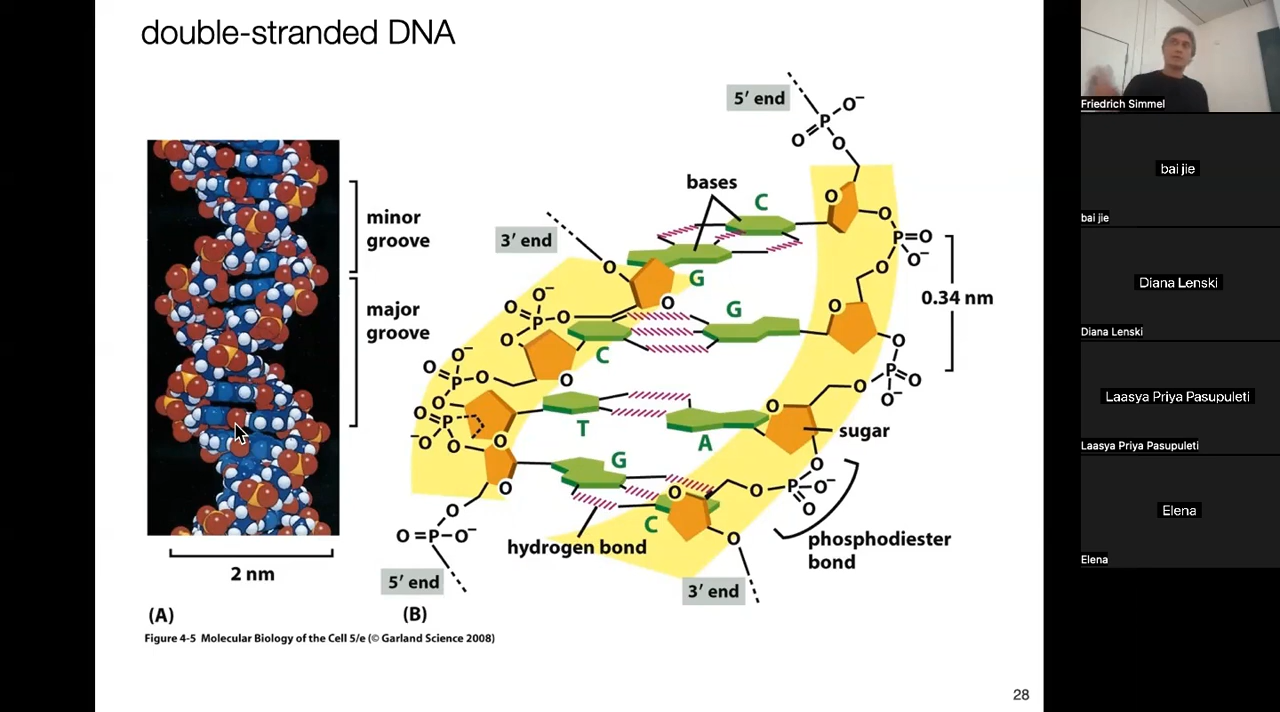 double-stranded DNA
minor
groove
major
groove
2 nm
(A)
5′ end
3′ end
bases
C
G
G
C
T
A
G
C
0.34 nm
sugar
hydrogen bond
phosphodiester
bond
5′ end
3′ end
(B)
O⁻
P
O
O
O
O
P=O
O⁻
O
O
O
P
O
O⁻
O
O
O
P
O⁻
O
O
O
O
O⁻
O
P
O
O
O⁻
O
P
O
O
O
O
P
⁻O
O
O
O
O
O=P–O⁻
Figure 4-5 Molecular Biology of the Cell 5/e (© Garland Science 2008)
28
Friedrich Simmel
bai jie
bai jie
Diana Lenski
Diana Lenski
Laasya Priya Pasupuleti
Laasya Priya Pasupuleti
Elena
Elena